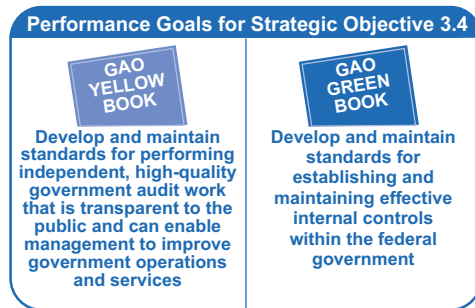 Performance Goals for Strategic Objective 3.4
GAO
YELLOW
BOOK
Develop and maintain
standards for performing
independent, high-quality
government audit work
that is transparent to the
public and can enable
management to improve
government operations
and services
GAO
GREEN
BOOK
Develop and maintain
standards for
establishing and
maintaining effective
internal controls
within the federal
government